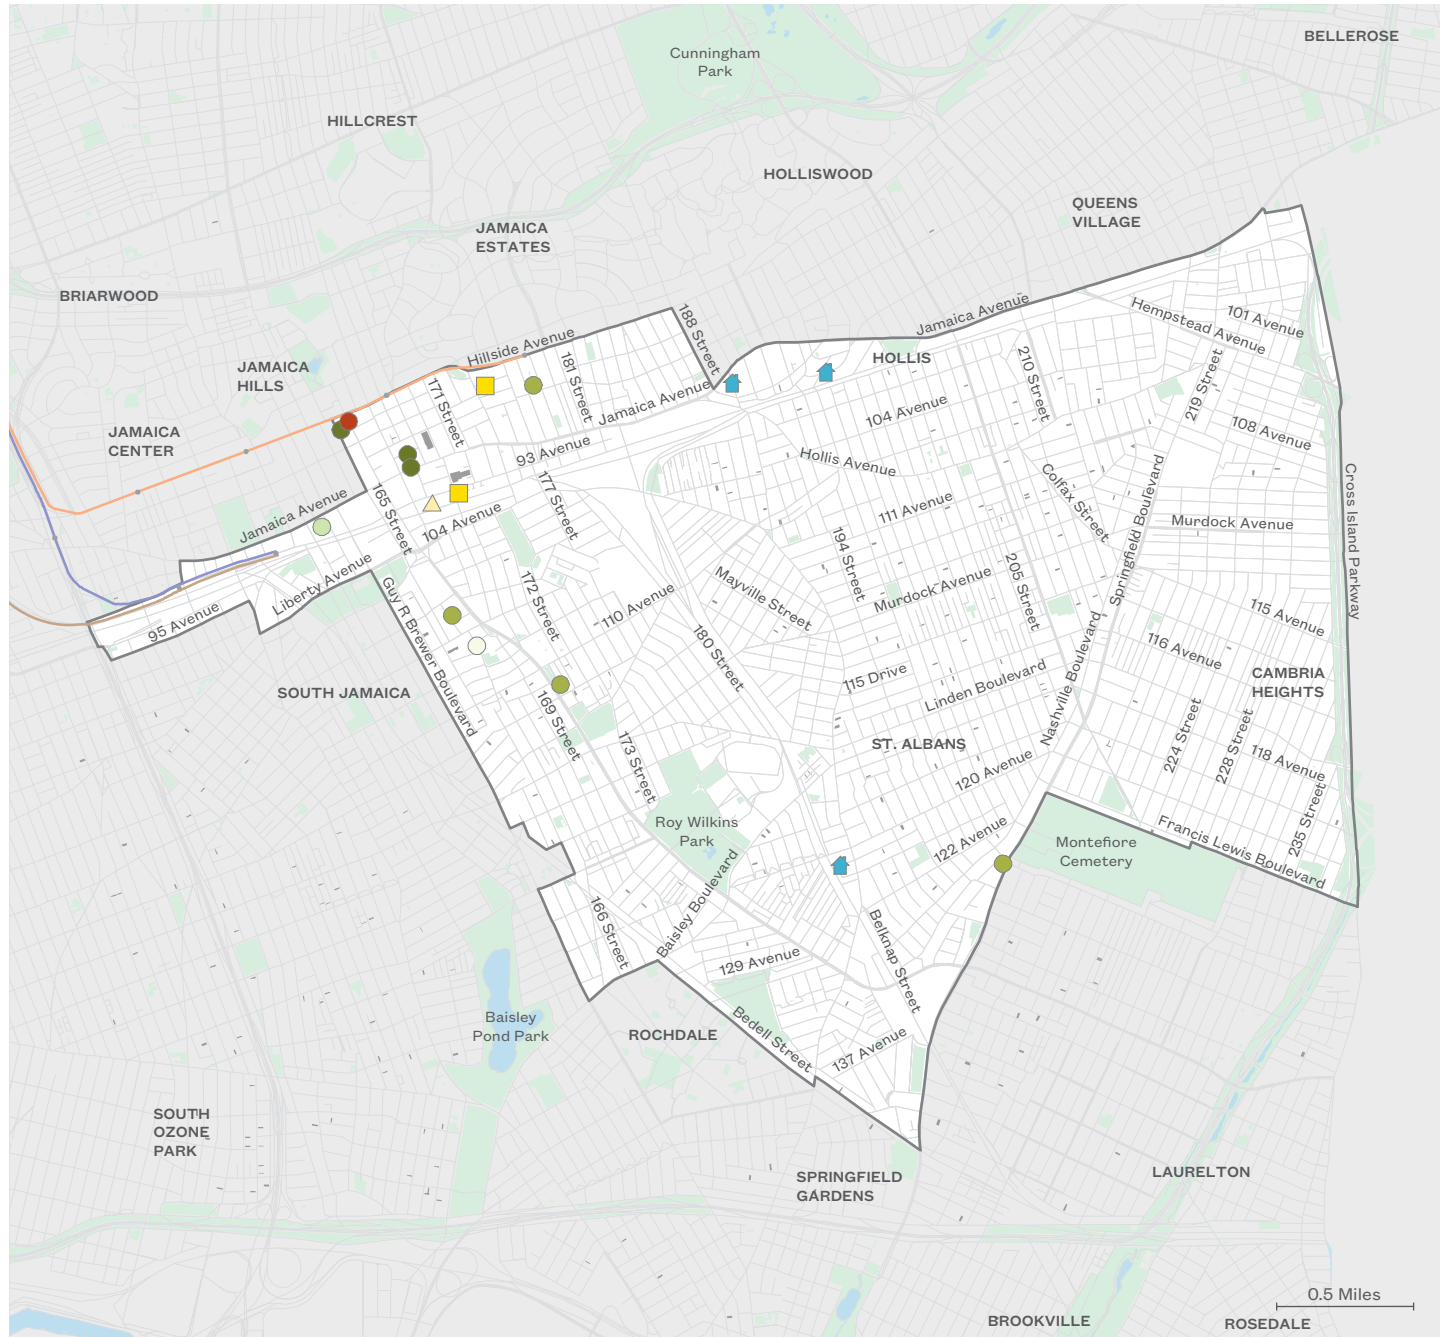 BELLEROSE
Cunningham
Park
HILLCREST
HOLLISWOOD
QUEENS
VILLAGE
JAMAICA
ESTATES
BRIARWOOD
188 Street
Jamaica Avenue
Hempstead Avenue
101 Avenue
Hillside Avenue
HOLLIS
JAMAICA
HILLS
171 Street
181 Street
210 Street
219 Street
Jamaica Avenue
104 Avenue
108 Avenue
JAMAICA
CENTER
93 Avenue
Hollis Avenue
Colfax Street
Springfield Boulevard
Cross Island Parkway
165 Street
177 Street
Jamaica Avenue
104 Avenue
111 Avenue
Murdock Avenue
194 Street
205 Street
Liberty Avenue
Guy R Brewer Boulevard
172 Street
110 Avenue
Mayville Street
Murdock Avenue
95 Avenue
115 Avenue
180 Street
116 Avenue
Nashville Boulevard
SOUTH JAMAICA
115 Drive
Linden Boulevard
CAMBRIA
HEIGHTS
169 Street
173 Street
ST. ALBANS
224 Street
228 Street
118 Avenue
120 Avenue
235 Street
Roy Wilkins
Park
122 Avenue
Montefiore
Cemetery
Francis Lewis Boulevard
Baisley Boulevard
166 Street
129 Avenue
Belknap Street
Baisley
Pond Park
ROCHDALE
Bedell Street
137 Avenue
SOUTH
OZONE
PARK
SPRINGFIELD
GARDENS
LAURELTON
0.5 Miles
BROOKVILLE
ROSEDALE